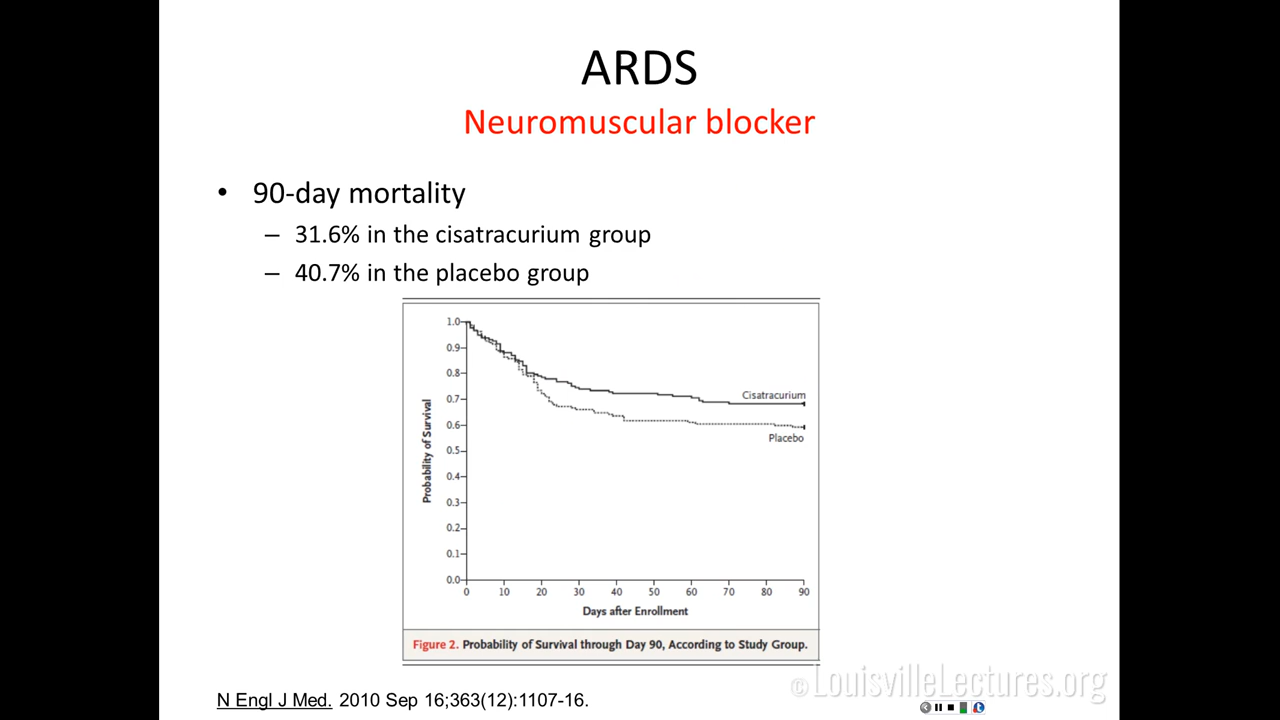 ARDS
Neuromuscular blocker
• 90-day mortality
– 31.6% in the cisatracurium group
– 40.7% in the placebo group
1.0
0.9
0.8
0.7
0.6
0.5
0.4
0.3
0.2
0.1
0.0
Probability of Survival
Cisatracurium
Placebo
0 10 20 30 40 50 60 70 80 90
Days after Enrollment
Figure 2. Probability of Survival through Day 90, According to Study Group.
©LouisvilleLectures.org
N Engl J Med. 2010 Sep 16;363(12):1107-16.